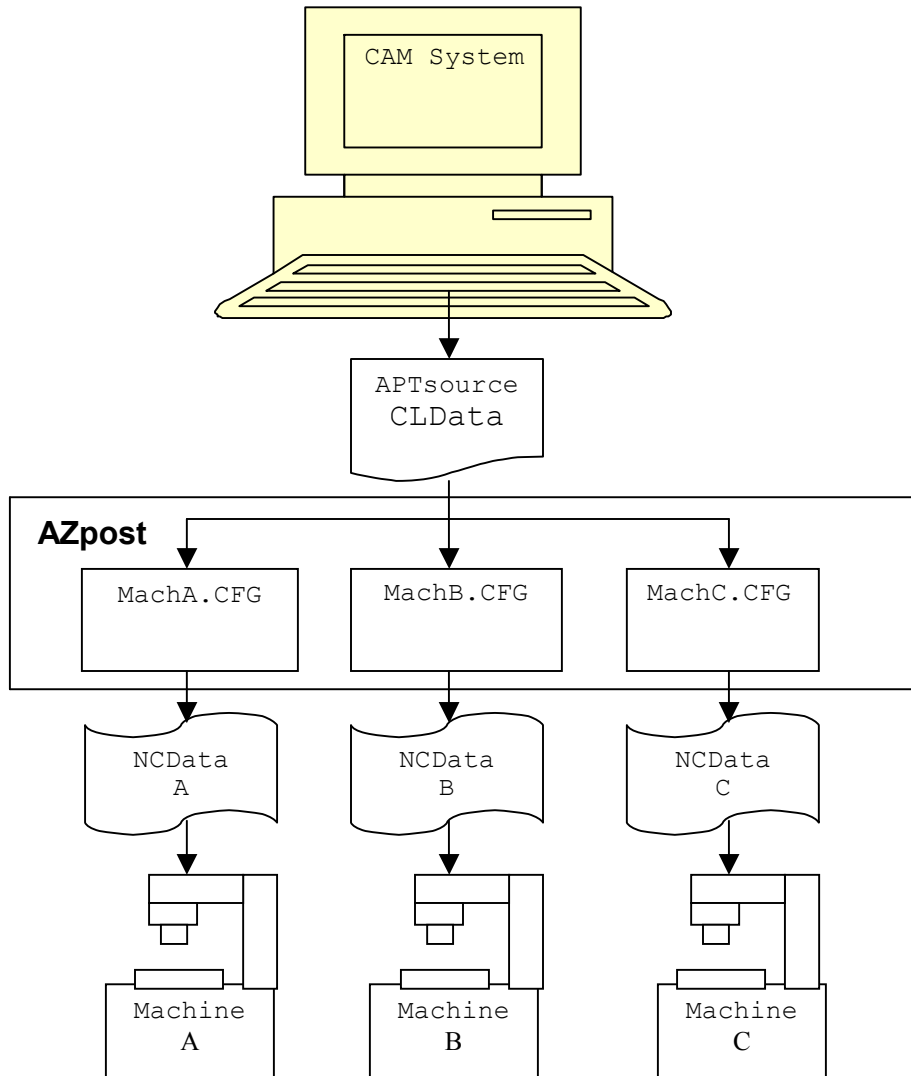 CAM System
APTsource
CLData
AZpost
MachA.CFG
MachB.CFG
MachC.CFG
NCData
A
NCData
B
NCData
C
Machine
A
Machine
B
Machine
C